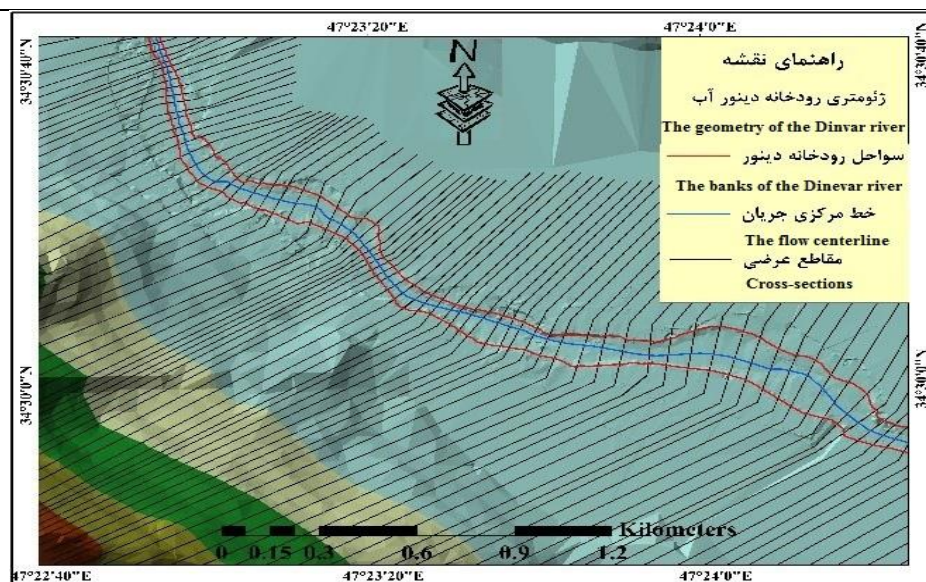 47°23'20"E
47°24'0"E
34°30'40"N
34°30'40"N
N
راهنمای نقشه
ژئومتری رودخانه دینور آب
The geometry of the Dinvar river
سواحل رودخانه دینور
The banks of the Dinevar river
خط مرکزی جریان
The flow centerline
مقاطع عرضی
Cross-sections
34°30'0"N
34°30'0"N
Kilometers
0 0.15 0.3 0.6 0.9 1.2
47°22'40"E
47°23'20"E
47°24'0"E